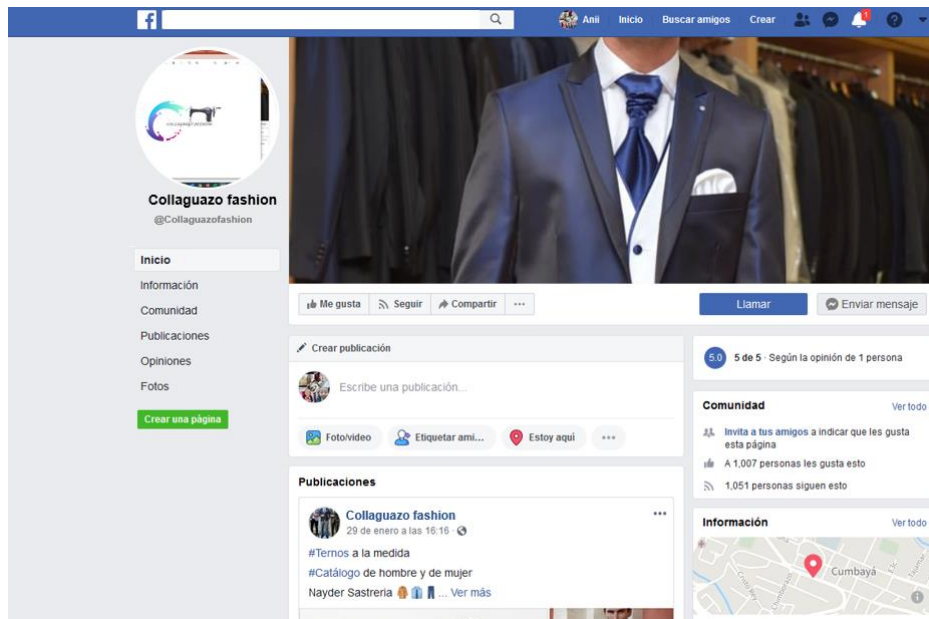 Anii
Inicio
Buscar amigos
Crear
1
Collaguazo fashion
@Collaguazofashion
Inicio
Información
Comunidad
Publicaciones
Opiniones
Fotos
Crear una página
Me gusta
Seguir
Compartir
Llamar
Enviar mensaje
Crear publicación
Escribe una publicación...
Foto/video
Etiquetar ami...
Estoy aquí
Publicaciones
Collaguazo fashion
29 de enero a las 16:16 ·
#Ternos a la medida
#Catálogo de hombre y de mujer
Nayder Sastreria ... Ver más
5.0
5 de 5 · Según la opinión de 1 persona
Comunidad
Ver todo
Invita a tus amigos a indicar que les gusta
esta página
A 1,007 personas les gusta esto
1,051 personas siguen esto
Información
Ver todo
Cumbayá